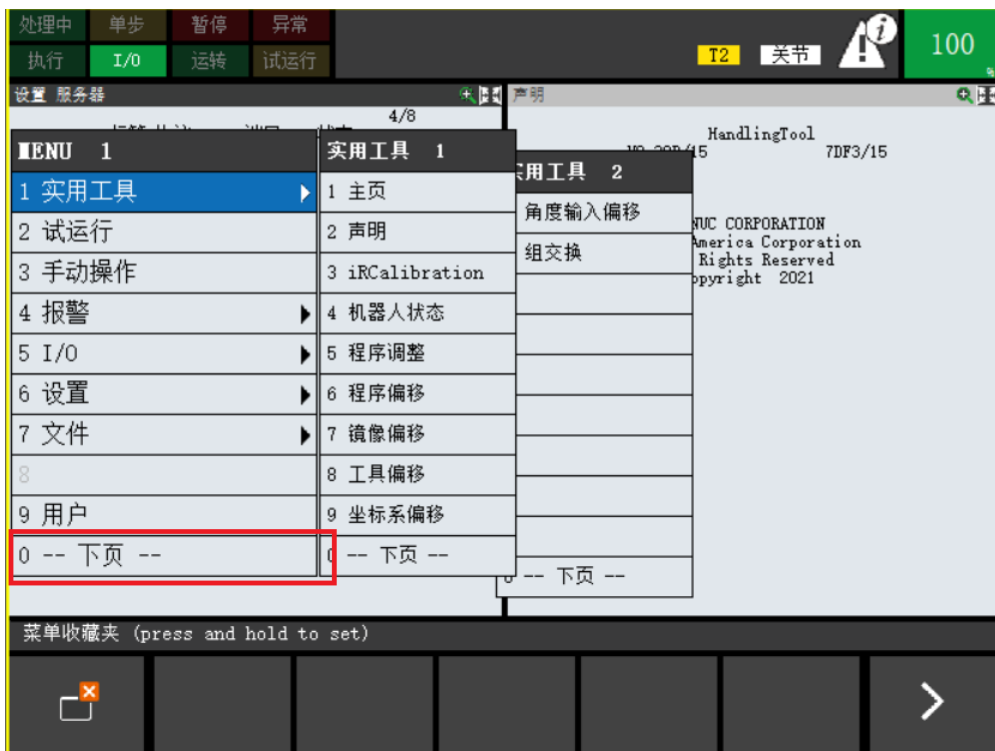 处理中 单步 暂停 异常
执行 I/O 运转 试运行
T2 关节 100 %
设置 服务器
声明
4/8
MENU 1
1 实用工具
2 试运行
3 手动操作
4 报警
5 I/O
6 设置
7 文件
8
9 用户
0 -- 下页 --
实用工具 1
1 主页
2 声明
3 iRCalibration
4 机器人状态
5 程序调整
6 程序偏移
7 镜像偏移
8 工具偏移
9 坐标系偏移
0 -- 下页 --
实用工具 2
角度输入偏移
组交换
-- 下页 --
HandlingTool
7DF3/15
CORPORATION
America Corporation
Rights Reserved
2021
菜单收藏夹 (press and hold to set)